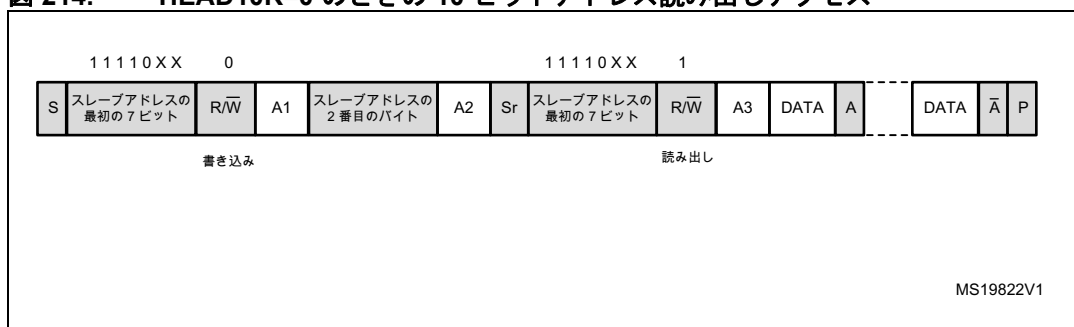 図 214. HEAD10R=0 のときの 10 ビットアドレス読み出しアクセス
11110XX 0 11110XX 1
S スレーブアドレスの最初の7ビット R/W̅ A1 スレーブアドレスの2番目のバイト A2 Sr スレーブアドレスの最初の7ビット R/W̅ A3 DATA A DATA A̅ P
書き込み 読み出し
MS19822V1